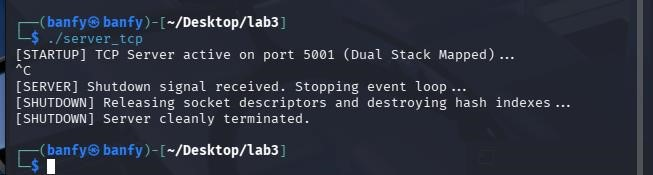 ┌──(banfy㉿banfy)-[~/Desktop/lab3]
└─$ ./server_tcp
[STARTUP] TCP Server active on port 5001 (Dual Stack Mapped)...
^C
[SERVER] Shutdown signal received. Stopping event loop...
[SHUTDOWN] Releasing socket descriptors and destroying hash indexes...
[SHUTDOWN] Server cleanly terminated.
┌──(banfy㉿banfy)-[~/Desktop/lab3]
└─$